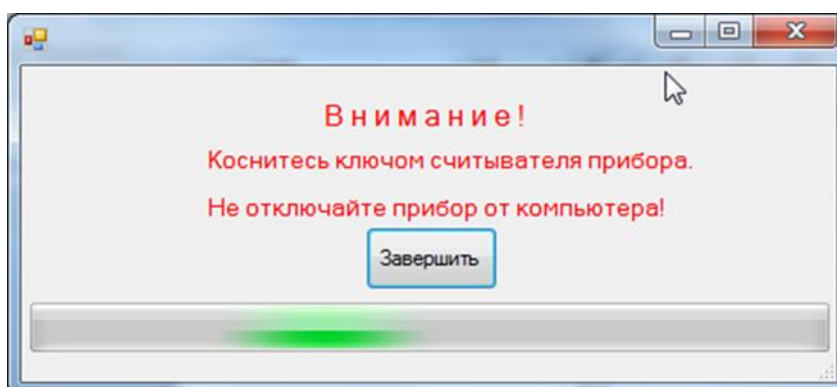 Внимание!
Коснитесь ключом считывателя прибора.
Не отключайте прибор от компьютера!
Завершить